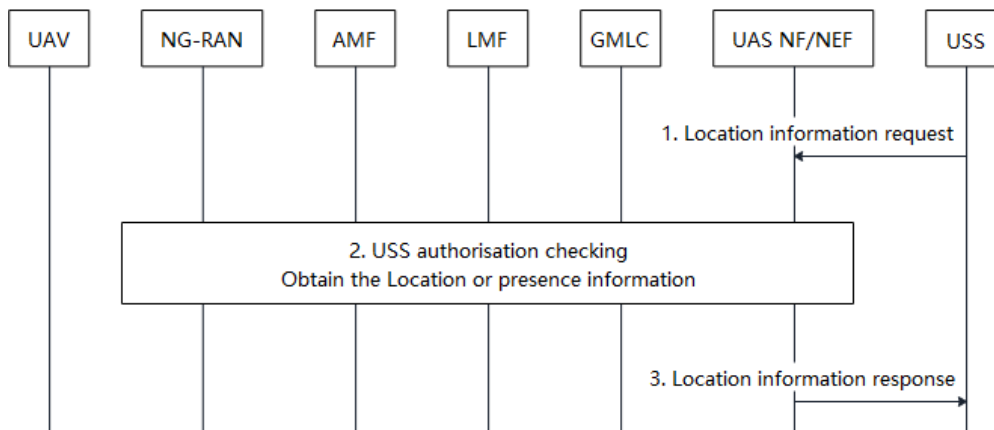 UAV
NG-RAN
AMF
LMF
GMLC
UAS NF/NEF
USS
1. Location information request
2. USS authorisation checking
Obtain the Location or presence information
3. Location information response